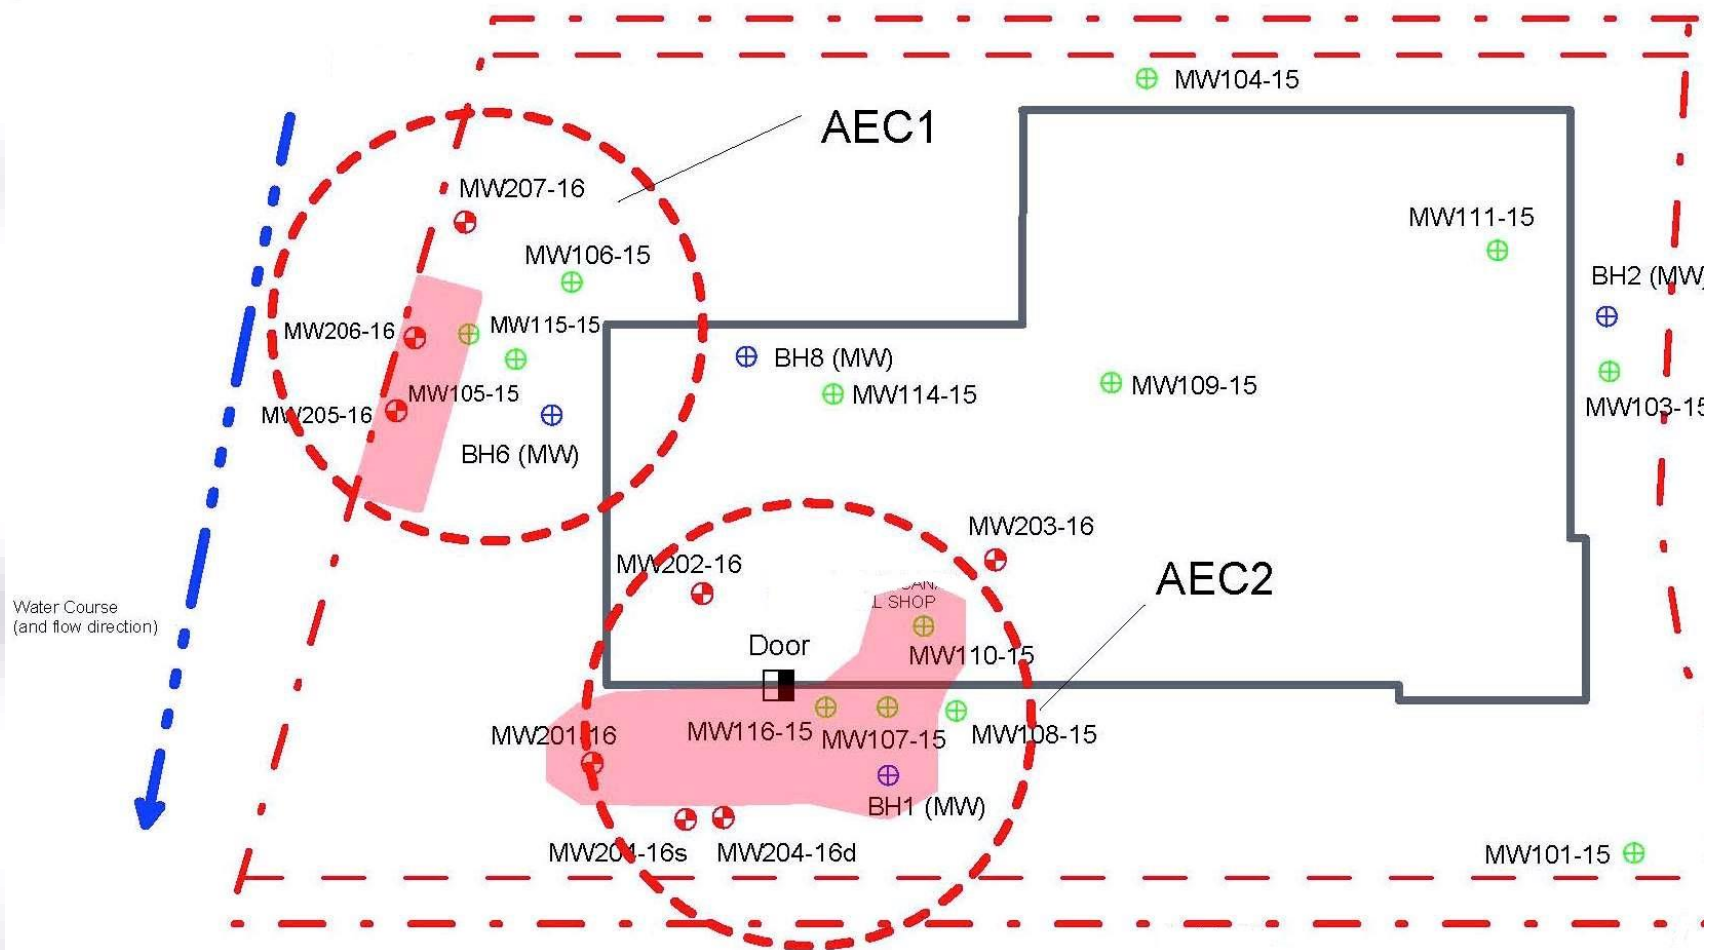 MW104-15
AEC1
MW207-16
MW111-15
MW106-15
BH2 (MW)
MW206-16
MW115-15
BH8 (MW)
MW109-15
MW105-15
MW114-15
MW103-15
MW205-16
BH6 (MW)
MW203-16
MW202-16
AEC2
SHOP
Water Course
(and flow direction)
Door
MW110-15
MW201-16
MW116-15
MW107-15
MW108-15
BH1 (MW)
MW204-16s
MW204-16d
MW101-15